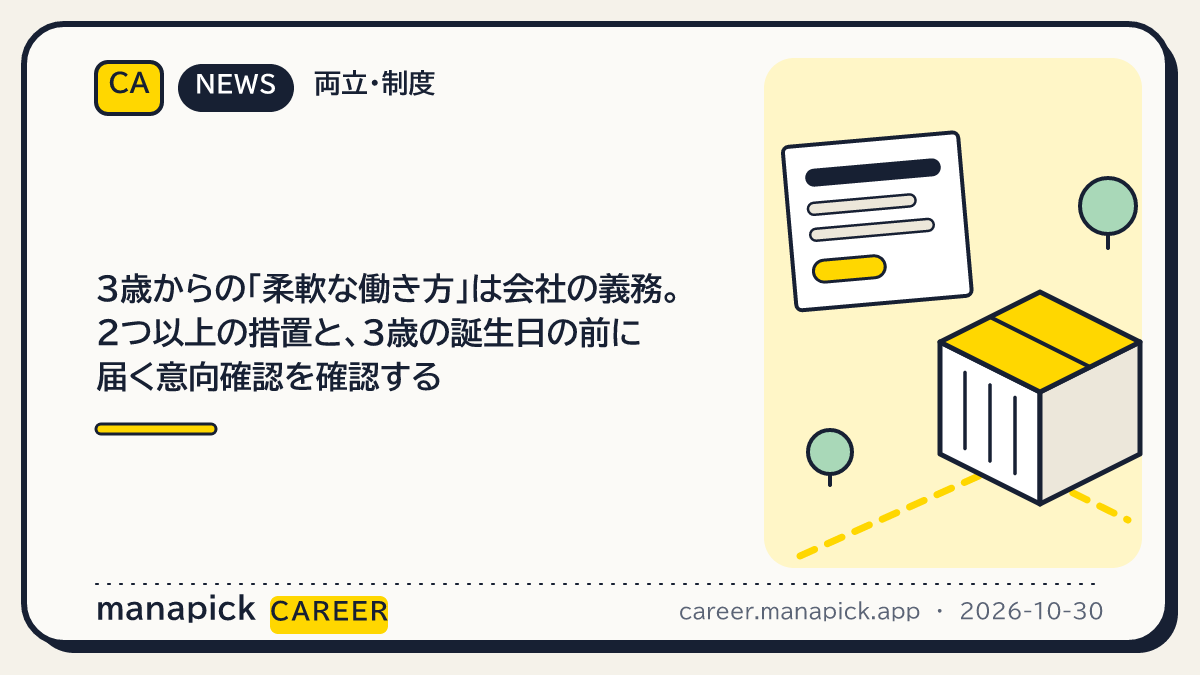 CA NEWS 両立・制度
3歳からの「柔軟な働き方」は会社の義務。
2つ以上の措置と、3歳の誕生日の前に
届く意向確認を確認する
manapick CAREER
career.manapick.app ・ 2026-10-30